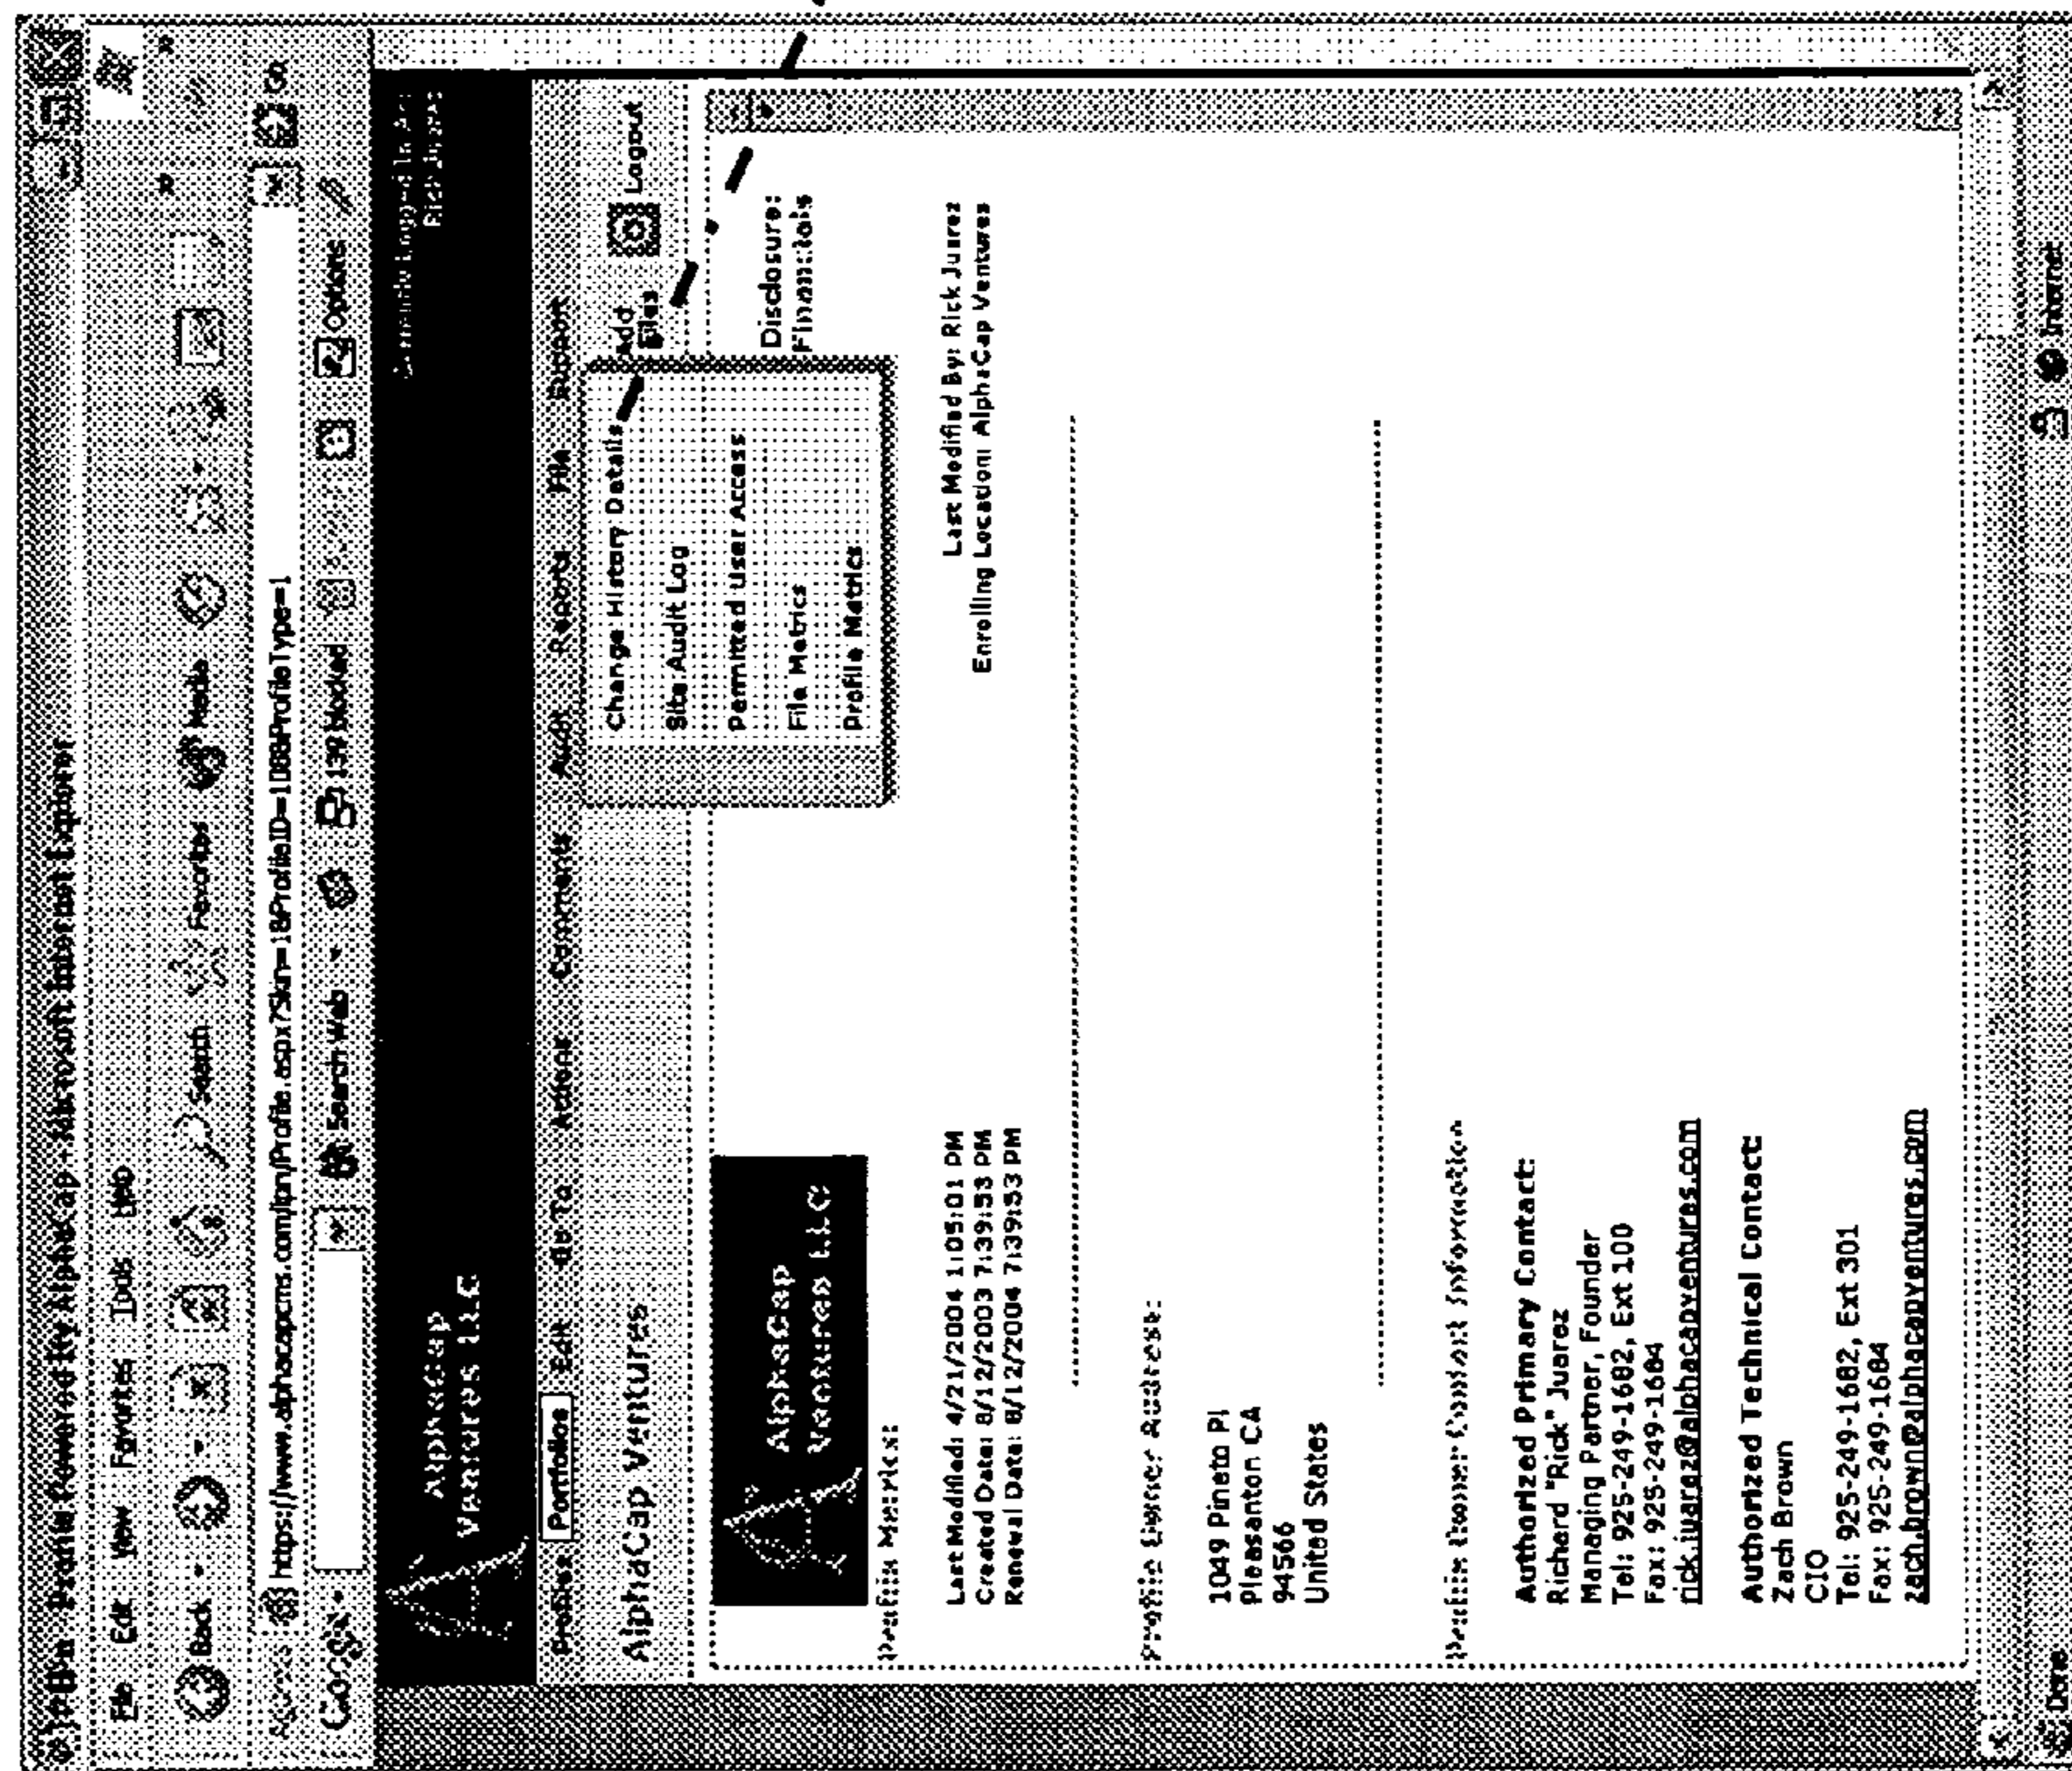 Profile Powered By AlphaCap - Microsoft Internet Explorer
File Edit View Favorites Tools Help
Back Search Favorites Media
Address https://www.alphacapcms.com/ipn/Profile.aspx?Skn=1&ProfileID=108&ProfileType=1 Go
Google Search Web 139 blocked Options
AlphaCap
Ventures LLC
Currently Logged In As:
Profiles Portfolios Edit Go To Actions Comments Audit Reports File Support
AlphaCap Ventures
Add
Files
Logout
Change History Details
Site Audit Log
Permitted User Access
File Metrics
Profile Metrics
AlphaCap
Ventures LLC
Disclosure:
Financials
Profile Metrics:
Last Modified: 4/21/2004 1:05:01 PM
Created Date: 8/12/2003 7:39:53 PM
Renewal Date: 8/12/2004 7:39:53 PM
Last Modified By: Rick Juarez
Enrolling Location: AlphaCap Ventures
Profile Owner Address:
1049 Pineto Pl
Pleasanton CA
94566
United States
Profile Owner Contact Information
Authorized Primary Contact:
Richard "Rick" Juarez
Managing Partner, Founder
Tel: 925-249-1682, Ext 100
Fax: 925-249-1684
rick.juarez@alphacapventures.com
Authorized Technical Contact:
Zach Brown
CIO
Tel: 925-249-1682, Ext 301
Fax: 925-249-1684
zach.brown@alphacapventures.com
Done
Internet